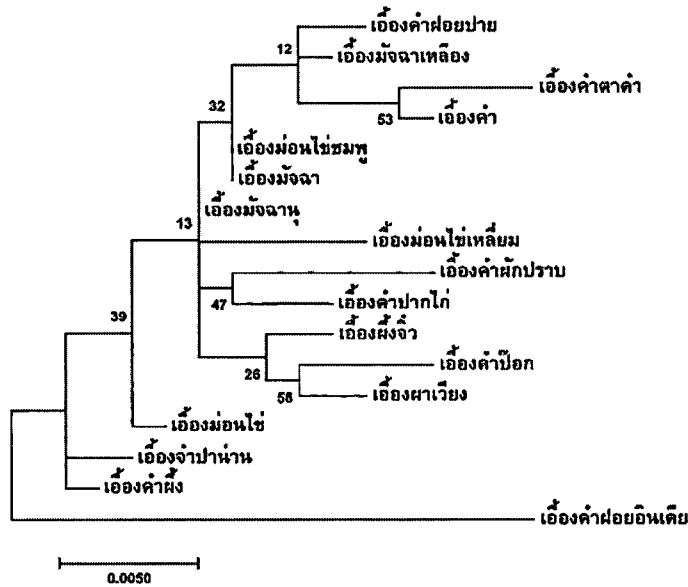 เอื้องคำฝอยปาย
12
เอื้องมัจฉาเหลือง
เอื้องคำตาดำ
32
53
เอื้องคำ
เอื้องม่อนไข่ชมพู
เอื้องมัจฉา
13
เอื้องมัจฉานุ
เอื้องม่อนไข่เหลี่ยม
เอื้องคำผักปราบ
47
เอื้องคำปากไก่
39
เอื้องผึ้งจิ๋ว
26
เอื้องคำป๊อก
56
เอื้องผาเวียง
เอื้องม่อนไข่
เอื้องจำปาน่าน
เอื้องคำผึ้ง
เอื้องคำฝอยอินเดีย
0.0050